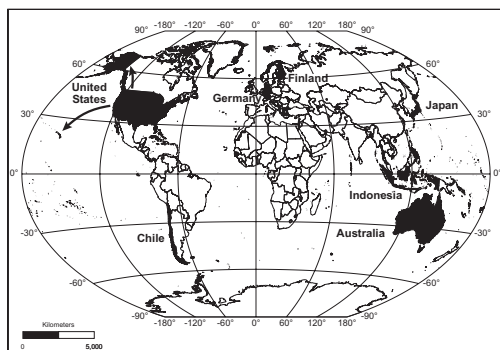 90° -180° -120° -60° 0° 60° 120° 180° 90°
60° 60°
Finland
United
States
Germany
Japan
30° 30°
0° 0°
Indonesia
-30° -30°
Chile
Australia
-60° -60°
-90° -180° -120° -60° 0° 60° 120° 180° -90°
Kilometers
0 5,000